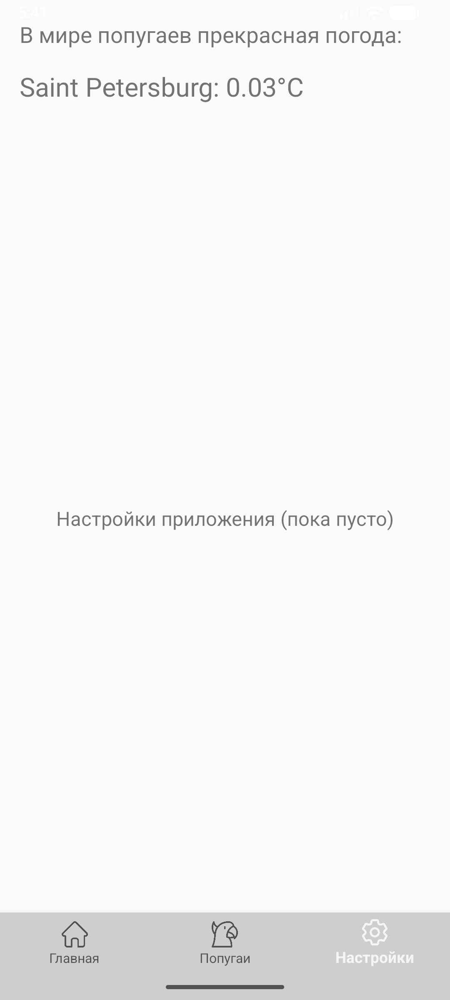 5:41
В мире попугаев прекрасная погода:
Saint Petersburg: 0.03°C
Настройки приложения (пока пусто)
Главная
Попугаи
Настройки